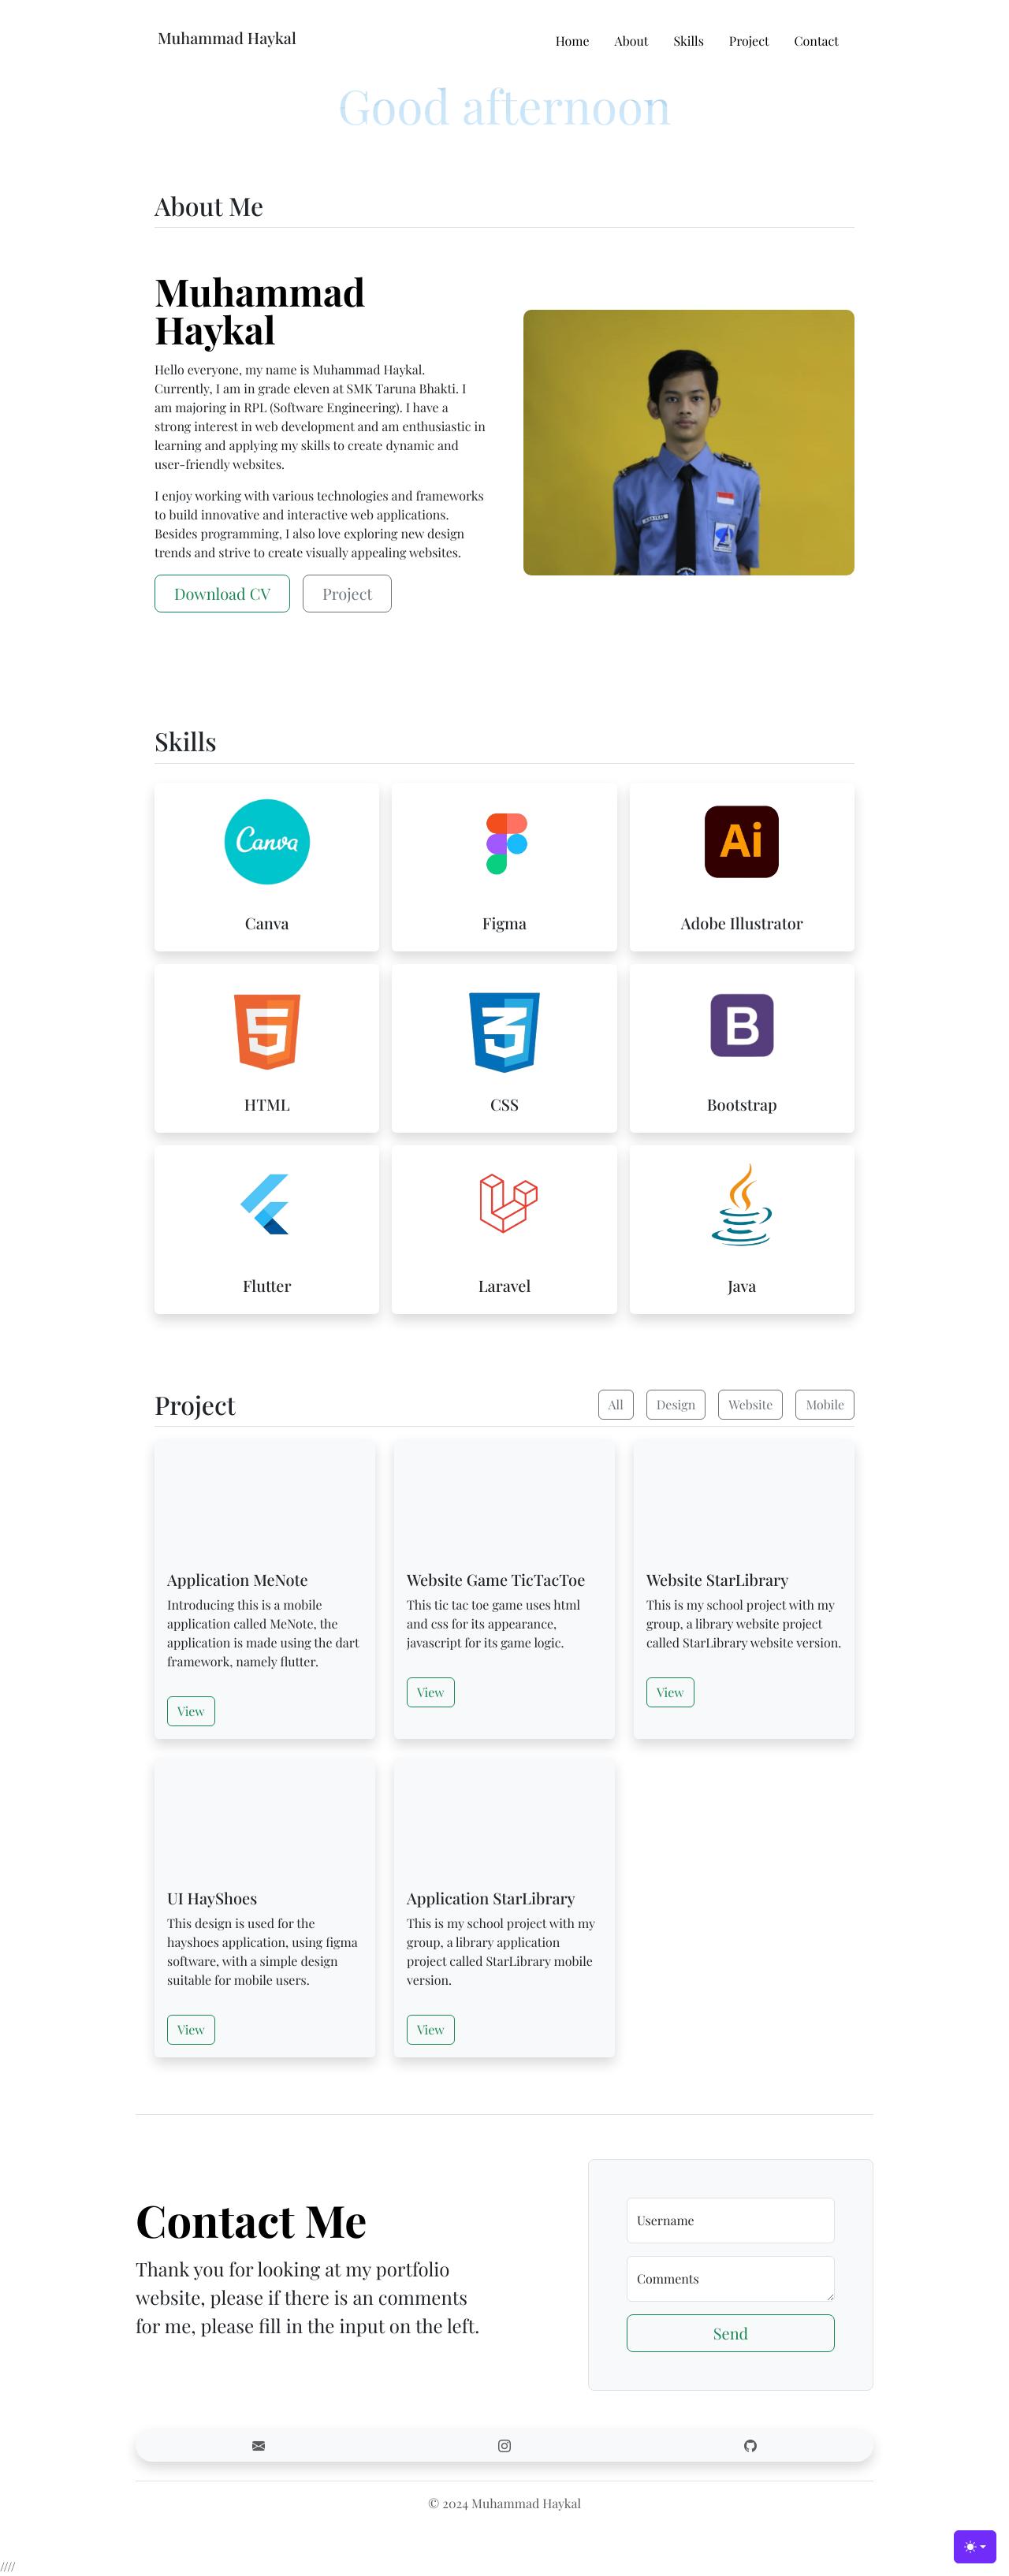 Muhammad Haykal
Home About Skills Project Contact
Good afternoon
About Me
Muhammad
Haykal
Hello everyone, my name is Muhammad Haykal.
Currently, I am in grade eleven at SMK Taruna Bhakti. I
am majoring in RPL (Software Engineering). I have a
strong interest in web development and am enthusiastic in
learning and applying my skills to create dynamic and
user-friendly websites.
I enjoy working with various technologies and frameworks
to build innovative and interactive web applications.
Besides programming, I also love exploring new design
trends and strive to create visually appealing websites.
Download CV Project
Skills
Canva
Canva
Figma
Ai
Adobe Illustrator
5
HTML
3
CSS
B
Bootstrap
Flutter
Laravel
Java
Project
All Design Website Mobile
Application MeNote
Introducing this is a mobile
application called MeNote, the
application is made using the dart
framework, namely flutter.
View
Website Game TicTacToe
This tic tac toe game uses html
and css for its appearance,
javascript for its game logic.
View
Website StarLibrary
This is my school project with my
group, a library website project
called StarLibrary website version.
View
UI HayShoes
This design is used for the
hayshoes application, using figma
software, with a simple design
suitable for mobile users.
View
Application StarLibrary
This is my school project with my
group, a library application
project called StarLibrary mobile
version.
View
Contact Me
Thank you for looking at my portfolio
website, please if there is an comments
for me, please fill in the input on the left.
Username
Comments
Send
© 2024 Muhammad Haykal
////